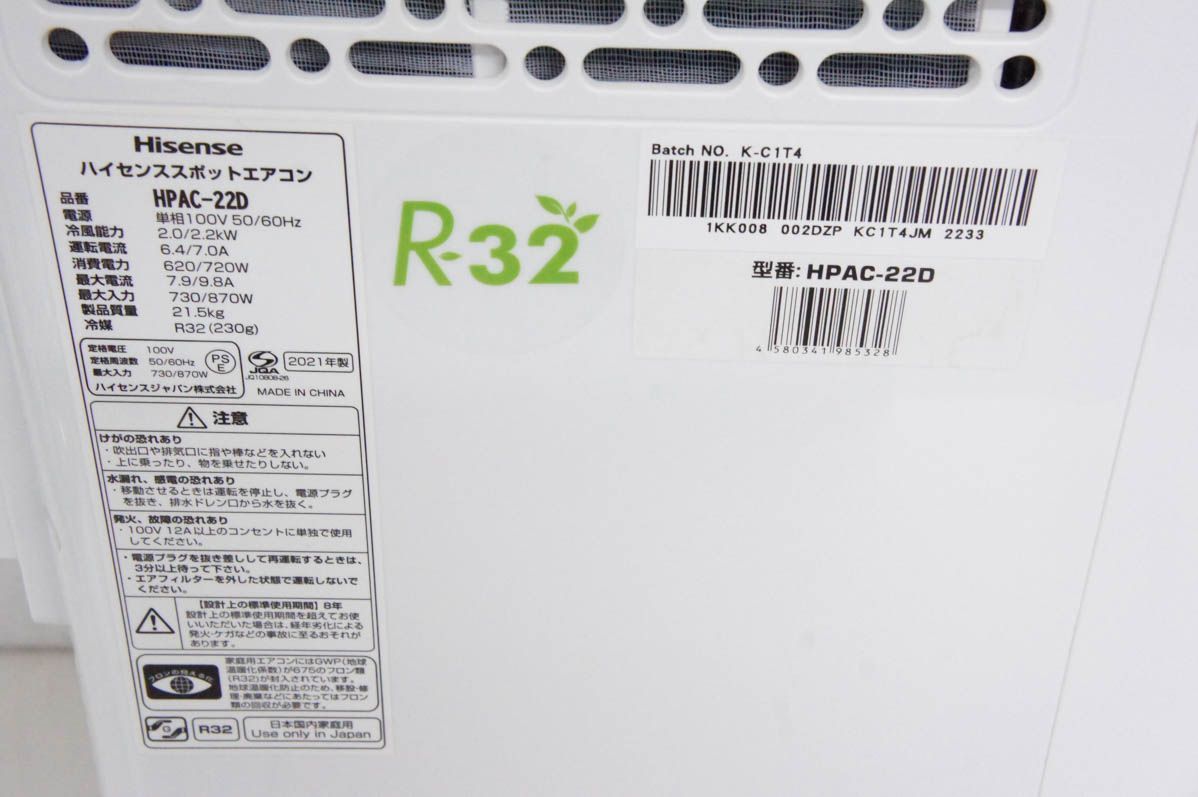 Hisense
ハイセンススポットエアコン
品番 HPAC-22D
電源 単相100V 50/60Hz
冷風能力 2.0/2.2kW
運転電流 6.4/7.0A
消費電力 620/720W
最大電流 7.9/9.8A
最大入力 730/870W
製品質量 21.5kg
冷媒 R32(230g)
定格電圧 100V
定格周波数 50/60Hz
最大入力 730/870W
ハイセンスジャパン株式会社
PS
E
JQA
JQ10808-26
2021年製
MADE IN CHINA
注意
けがの恐れあり
・吹出口や排気口に指や棒などを入れない
・上に乗ったり、物を乗せたりしない。
水漏れ、感電の恐れあり
・移動させるときは運転を停止し、電源プラグ
を抜き、排水ドレン口から水を抜く。
発火、故障の恐れあり
・100V 12A以上のコンセントに単独で使用
してください。
・電源プラグを抜き差しして再運転するときは、
3分以上待って下さい。
・エアフィルターを外した状態で運転しないで
ください。
【設計上の標準使用期間】8年
設計上の標準使用期間を超えてお使
いいただいた場合は、経年劣化による
発火・ケガなどの事故に至るおそれが
あります。
フロンの見える化
家庭用エアコンにはGWP(地球
温暖化係数)が675のフロン類
(R32)が封入されています。
地球温暖化防止のため、移設・修
理・廃棄などにあたってはフロン
類の回収が必要です。
G
R32
日本国内家庭用
Use only in Japan
R-32
Batch NO. K-C1T4
1KK008 002DZP KC1T4JM 2233
型番: HPAC-22D
4 580341 985328